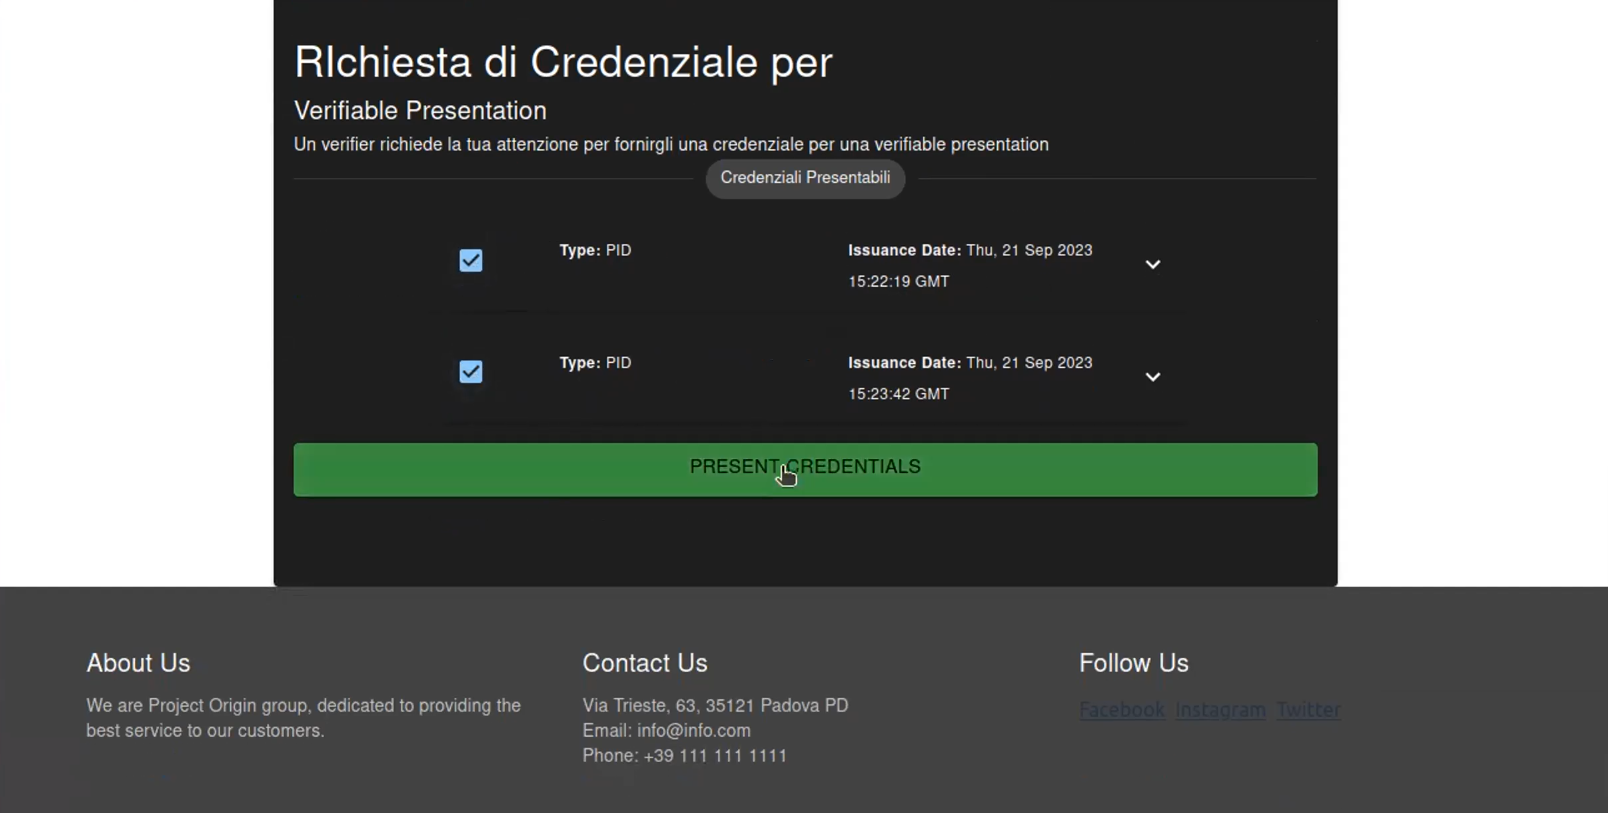 RIchiesta di Credenziale per
Verifiable Presentation
Un verifier richiede la tua attenzione per fornirgli una credenziale per una verifiable presentation
Credenziali Presentabili
Type: PID
Issuance Date: Thu, 21 Sep 2023
15:22:19 GMT
Type: PID
Issuance Date: Thu, 21 Sep 2023
15:23:42 GMT
PRESENT CREDENTIALS
About Us
We are Project Origin group, dedicated to providing the
best service to our customers.
Contact Us
Via Trieste, 63, 35121 Padova PD
Email: info@info.com
Phone: +39 111 111 1111
Follow Us
Facebook Instagram Twitter